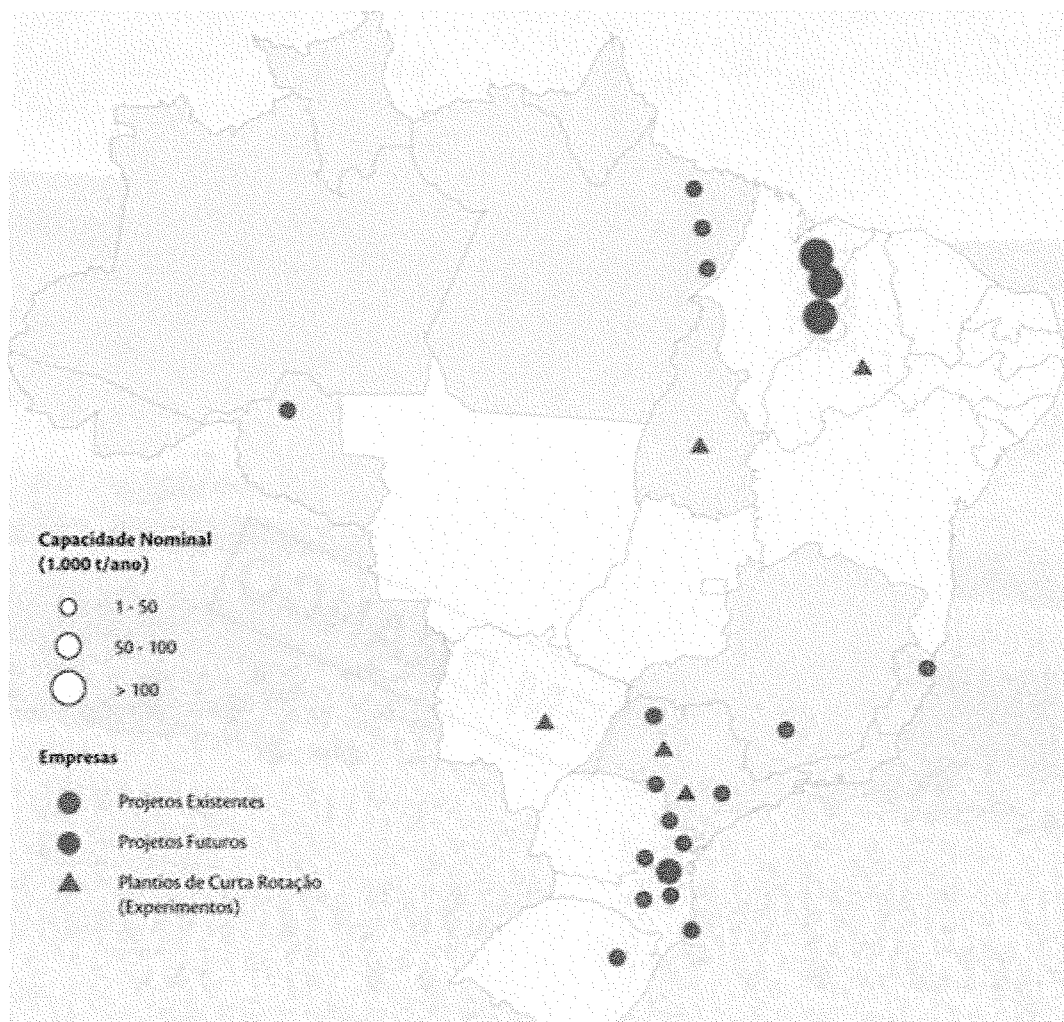 Capacidade Nominal
(1.000 t/ano)
1 - 50
50 - 100
> 100
Empresas
Projetos Existentes
Projetos Futuros
Plantios de Curta Rotação
(Experimentos)